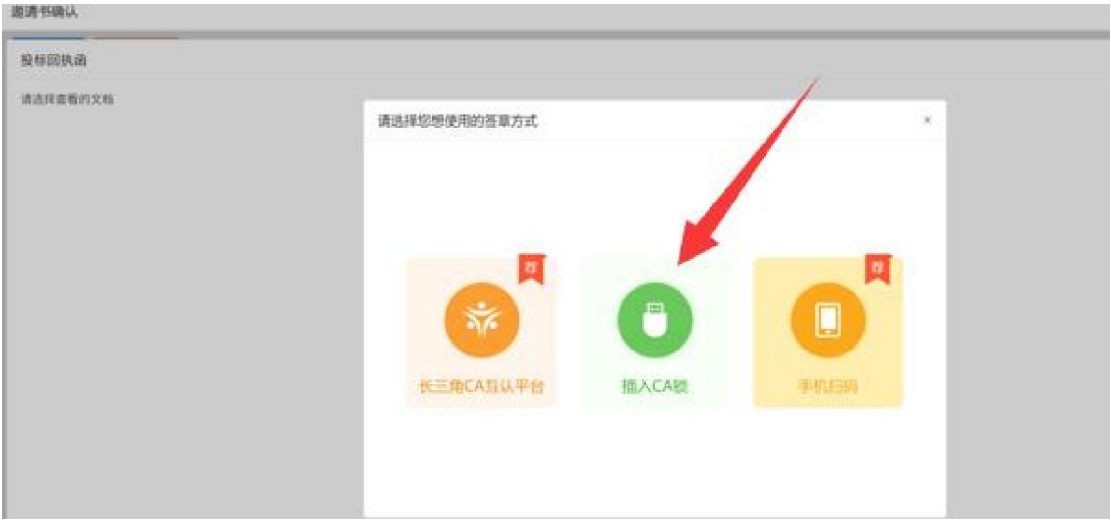 邀请书确认
投标回执函
请选择查看的文档
请选择您想使用的签章方式
×
荐
荐
长三角CA互认平台
插入CA锁
手机扫码